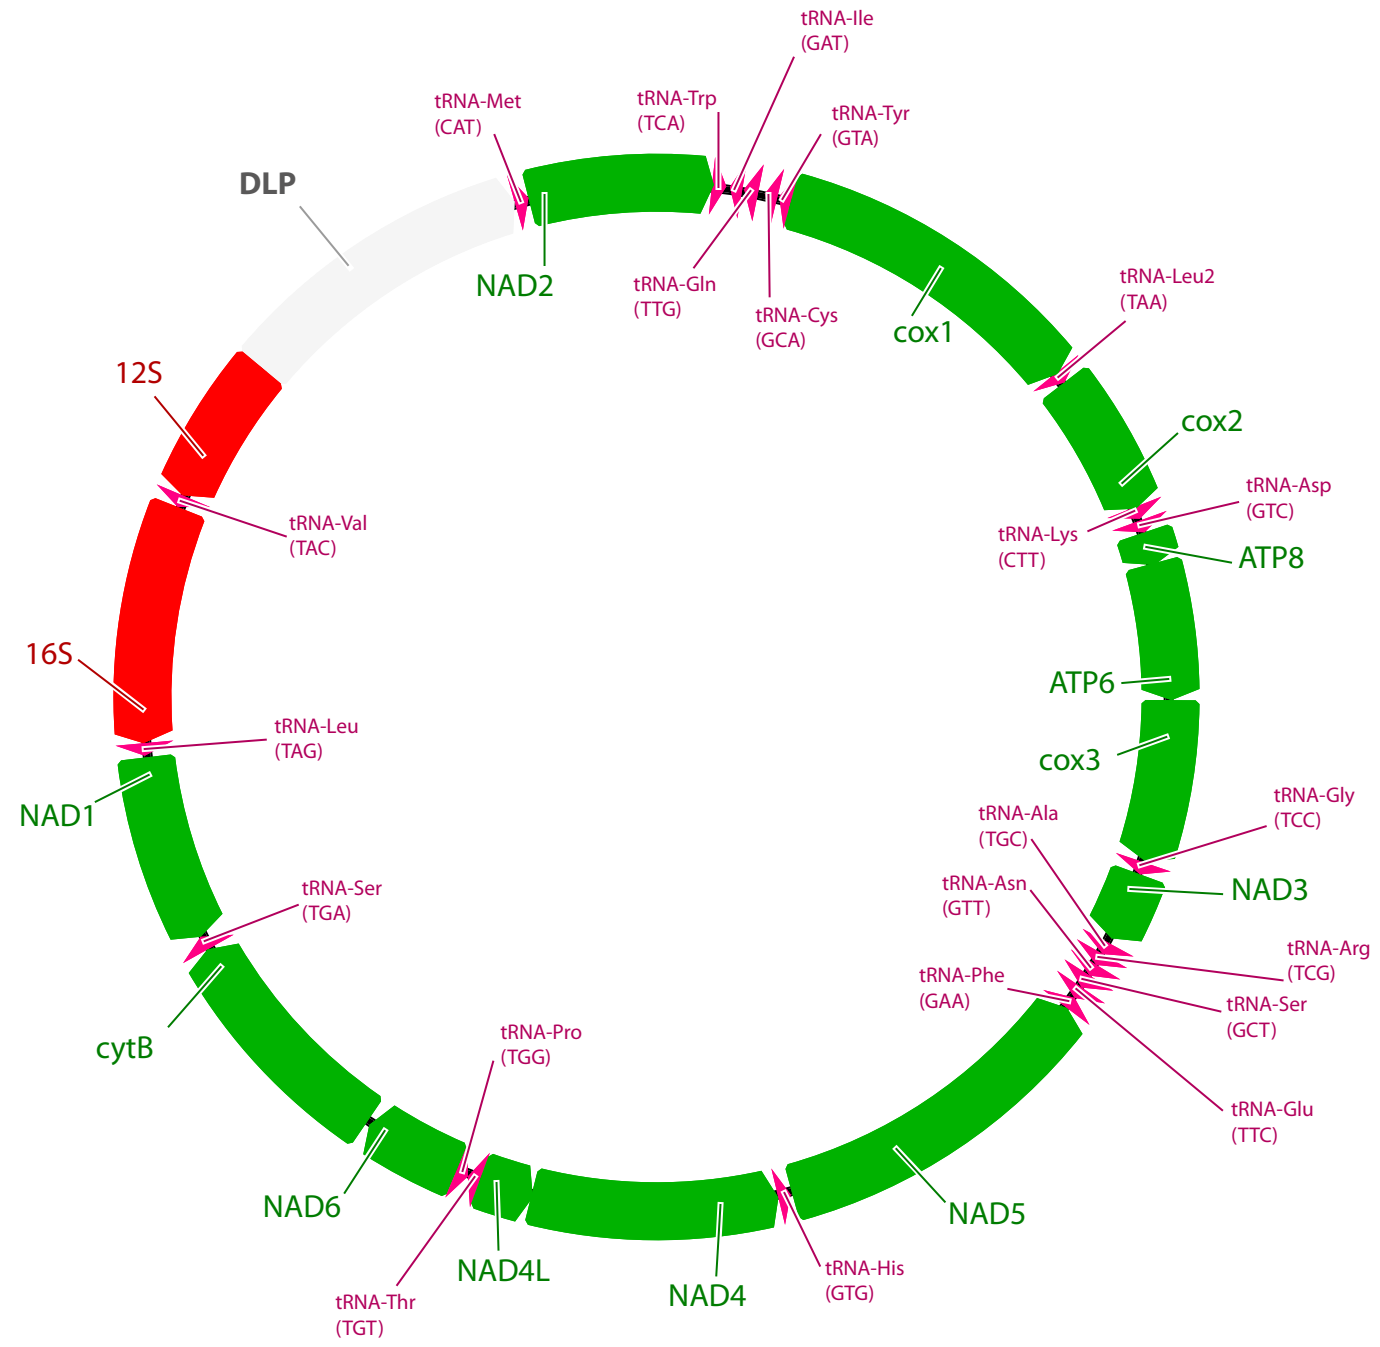 tRNA-Ile
(GAT)
tRNA-Met
(CAT)
tRNA-Trp
(TCA)
tRNA-Tyr
(GTA)
DLP
NAD2
tRNA-Gln
(TTG)
tRNA-Cys
(GCA)
cox1
tRNA-Leu2
(TAA)
12S
cox2
tRNA-Val
(TAC)
tRNA-Lys
(CTT)
tRNA-Asp
(GTC)
ATP8
16S
ATP6
tRNA-Leu
(TAG)
cox3
NAD1
tRNA-Ala
(TGC)
tRNA-Gly
(TCC)
tRNA-Ser
(TGA)
tRNA-Asn
(GTT)
NAD3
tRNA-Arg
(TCG)
tRNA-Phe
(GAA)
tRNA-Ser
(GCT)
cytB
tRNA-Pro
(TGG)
tRNA-Glu
(TTC)
NAD6
NAD5
NAD4L
tRNA-His
(GTG)
NAD4
tRNA-Thr
(TGT)